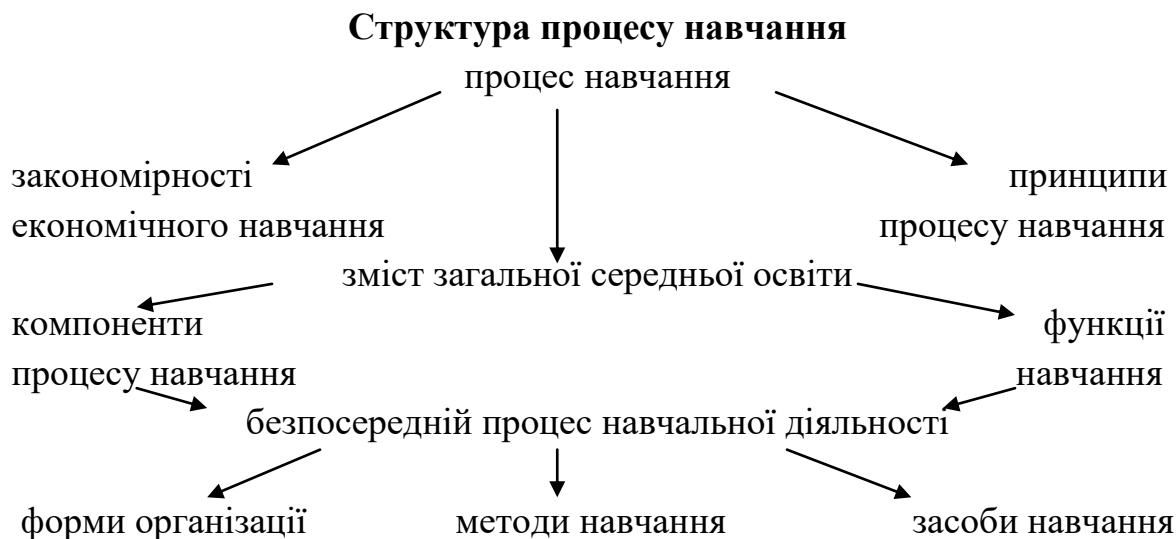 Структура процесу навчання
процес навчання
закономірності
економічного навчання
принципи
процесу навчання
зміст загальної середньої освіти
компоненти
процесу навчання
функції
навчання
безпосередній процес навчальної діяльності
форми організації
методи навчання
засоби навчання